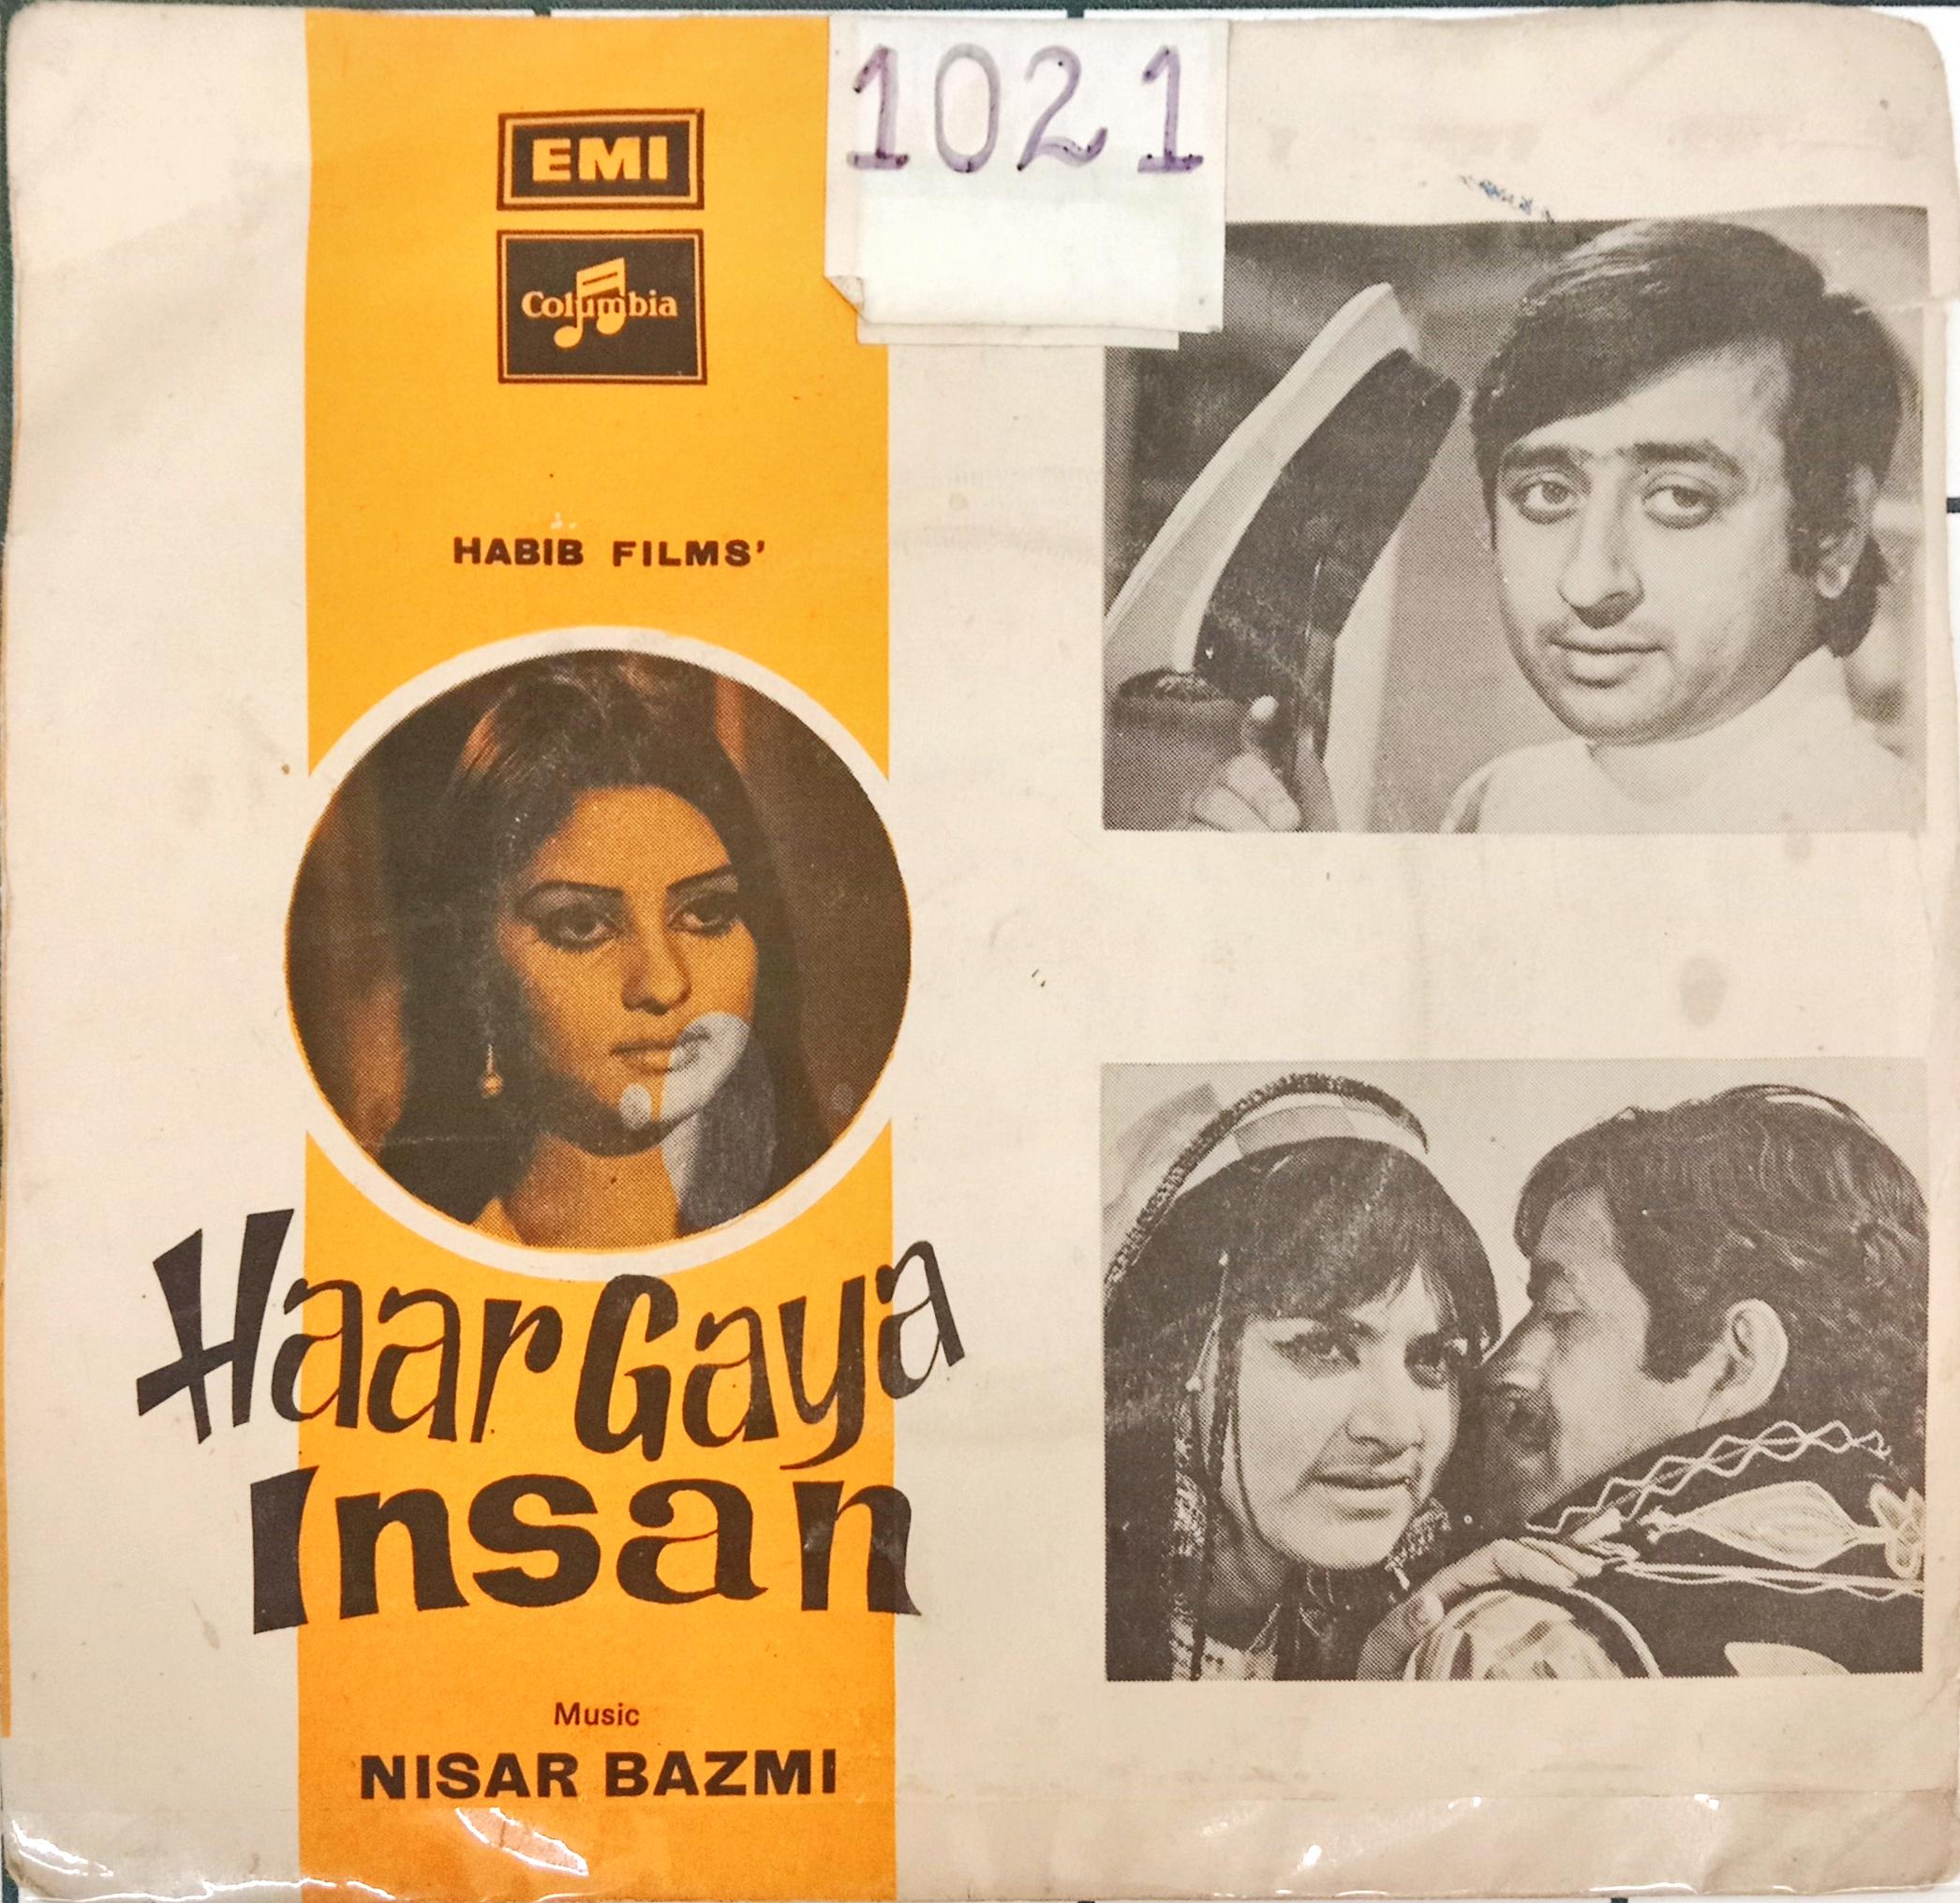 1021
EMI
Columbia
HABIB FILMS'
Haar Gaya
Insan
Music
NISAR BAZMI